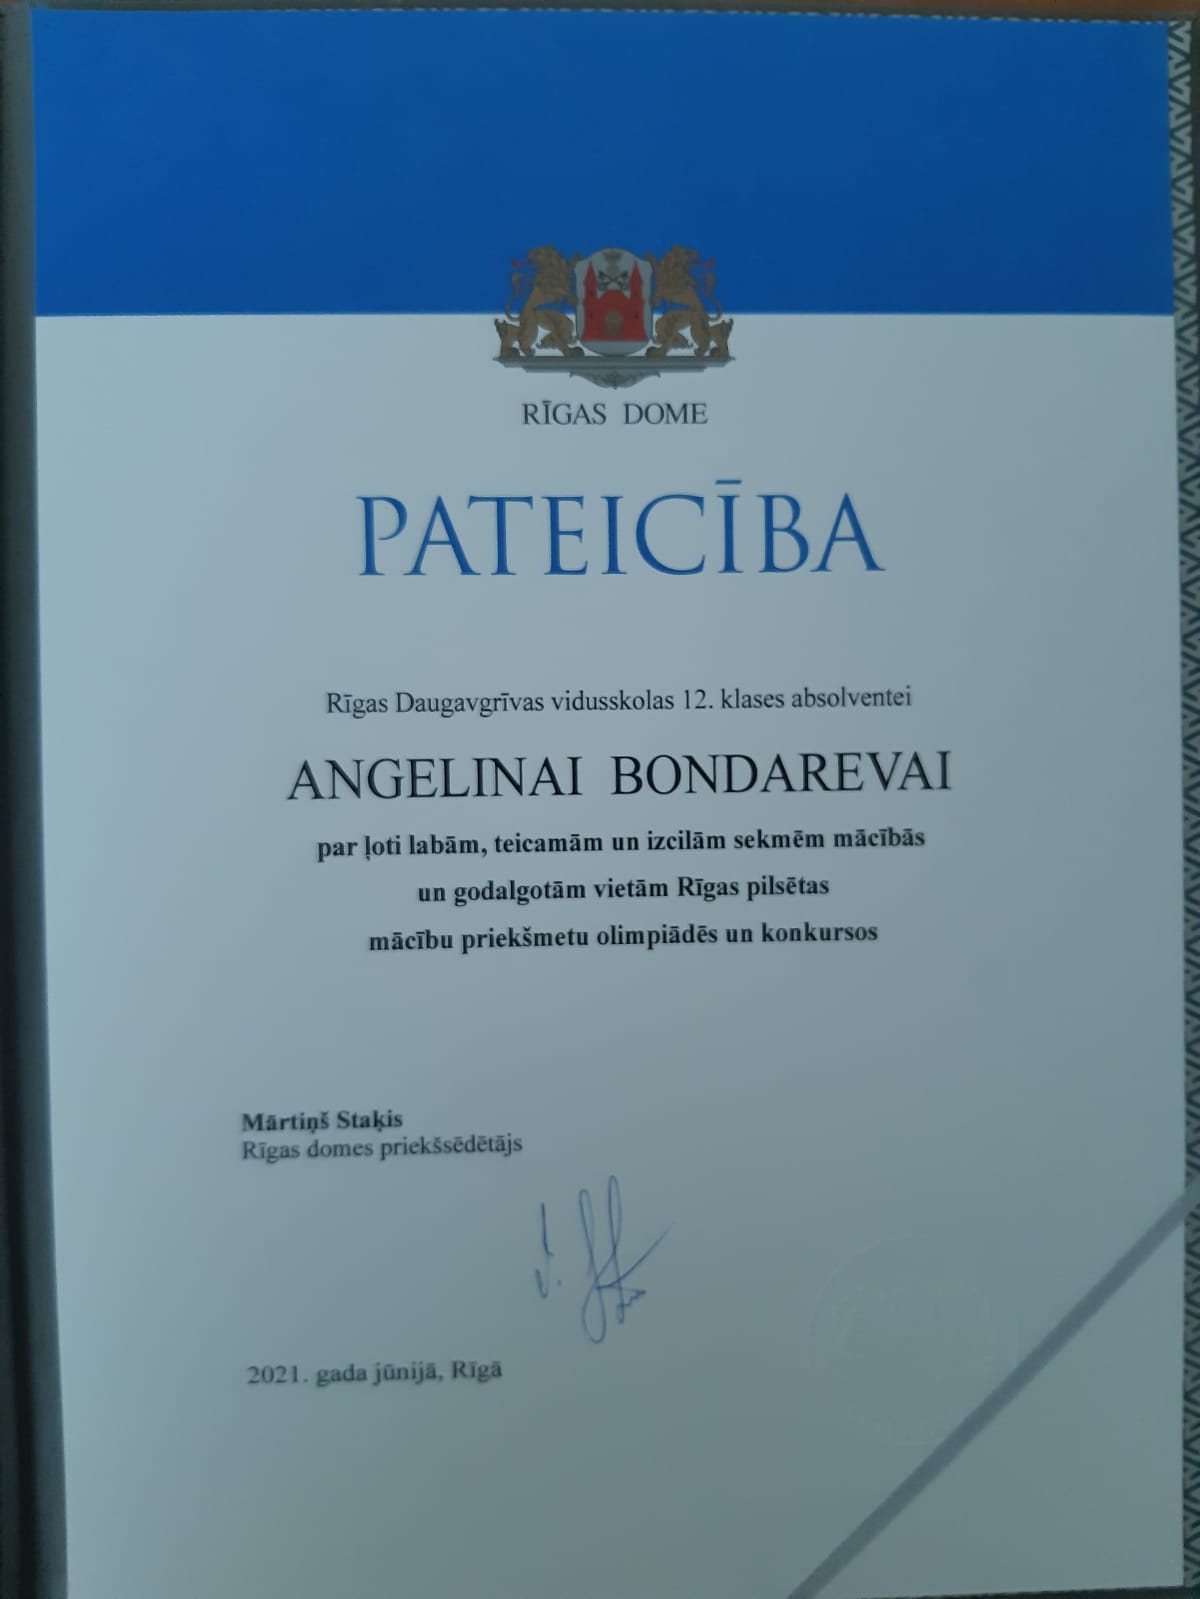 RĪGAS DOME
PATEICĪBA
Rīgas Daugavgrīvas vidusskolas 12. klases absolventei
ANGELINAI BONDAREVAI
par ļoti labām, teicamām un izcilām sekmēm mācībās
un godalgotām vietām Rīgas pilsētas
mācību priekšmetu olimpiādēs un konkursos
Mārtiņš Staķis
Rīgas domes priekšsēdētājs
2021. gada jūnijā, Rīgā